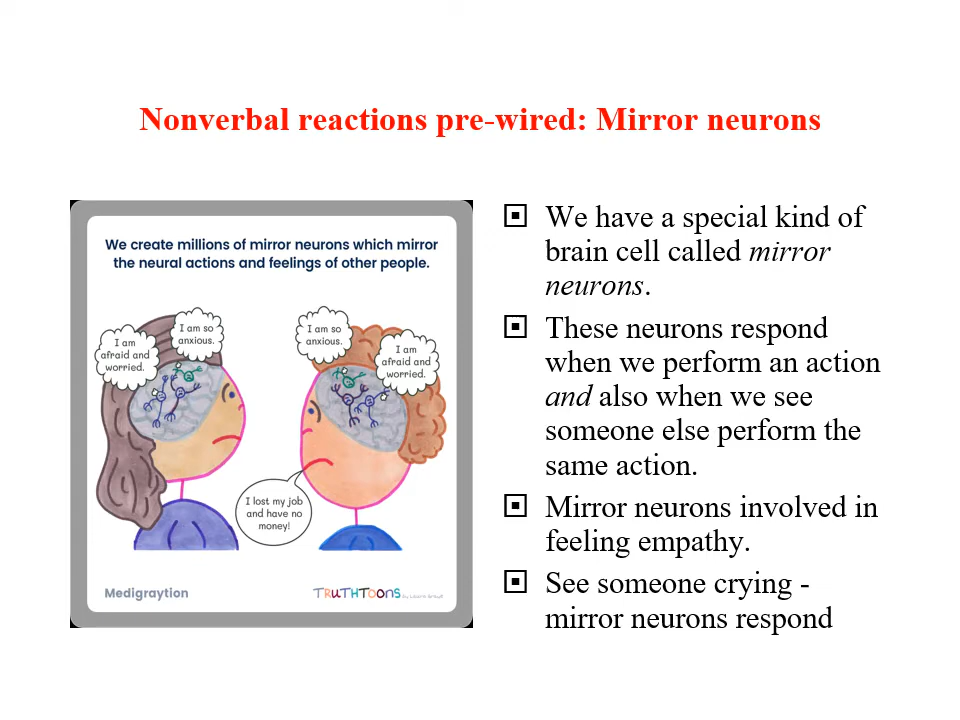 Nonverbal reactions pre-wired: Mirror neurons
We create millions of mirror neurons which mirror
the neural actions and feelings of other people.
I am
afraid and
worried.
I am so
anxious.
I am so
anxious.
I am
afraid and
worried.
I lost my job
and have no
money!
Medigraytion
TRUTHTOONS
We have a special kind of
brain cell called mirror
neurons.
These neurons respond
when we perform an action
and also when we see
someone else perform the
same action.
Mirror neurons involved in
feeling empathy.
See someone crying -
mirror neurons respond